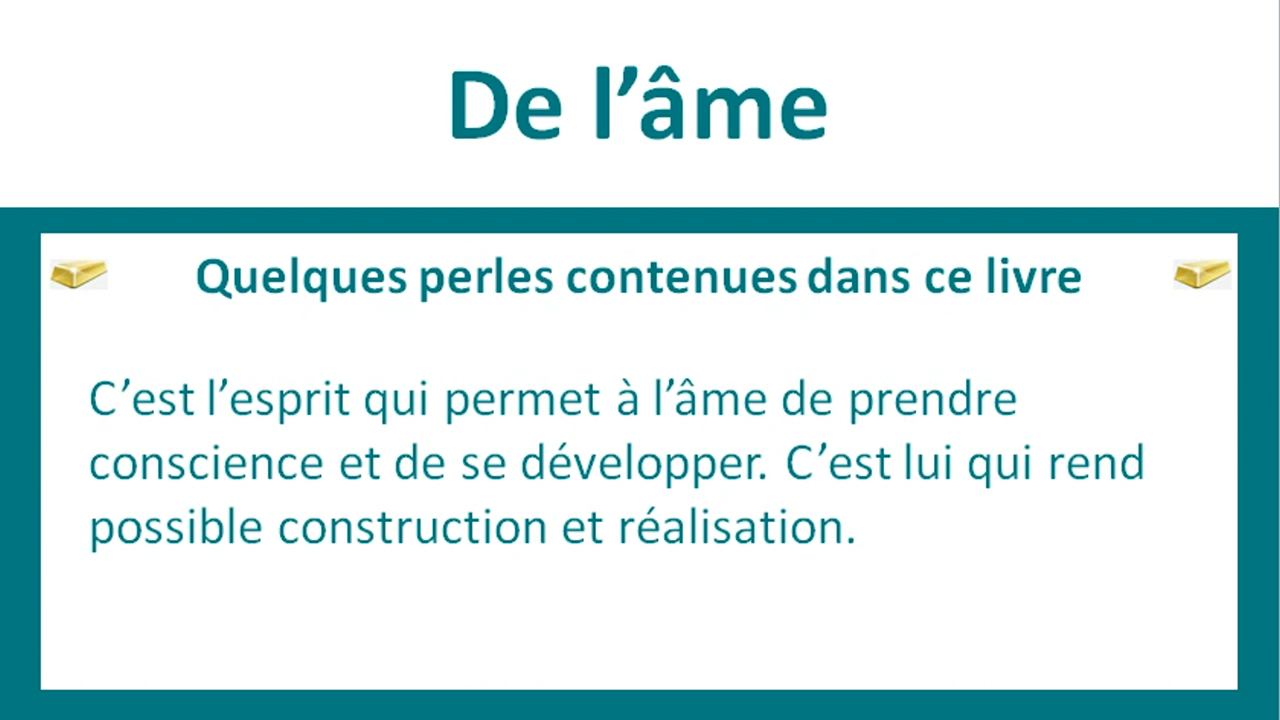 De l’âme
Quelques perles contenues dans ce livre
C’est l’esprit qui permet à l’âme de prendre
conscience et de se développer. C’est lui qui rend
possible construction et réalisation.